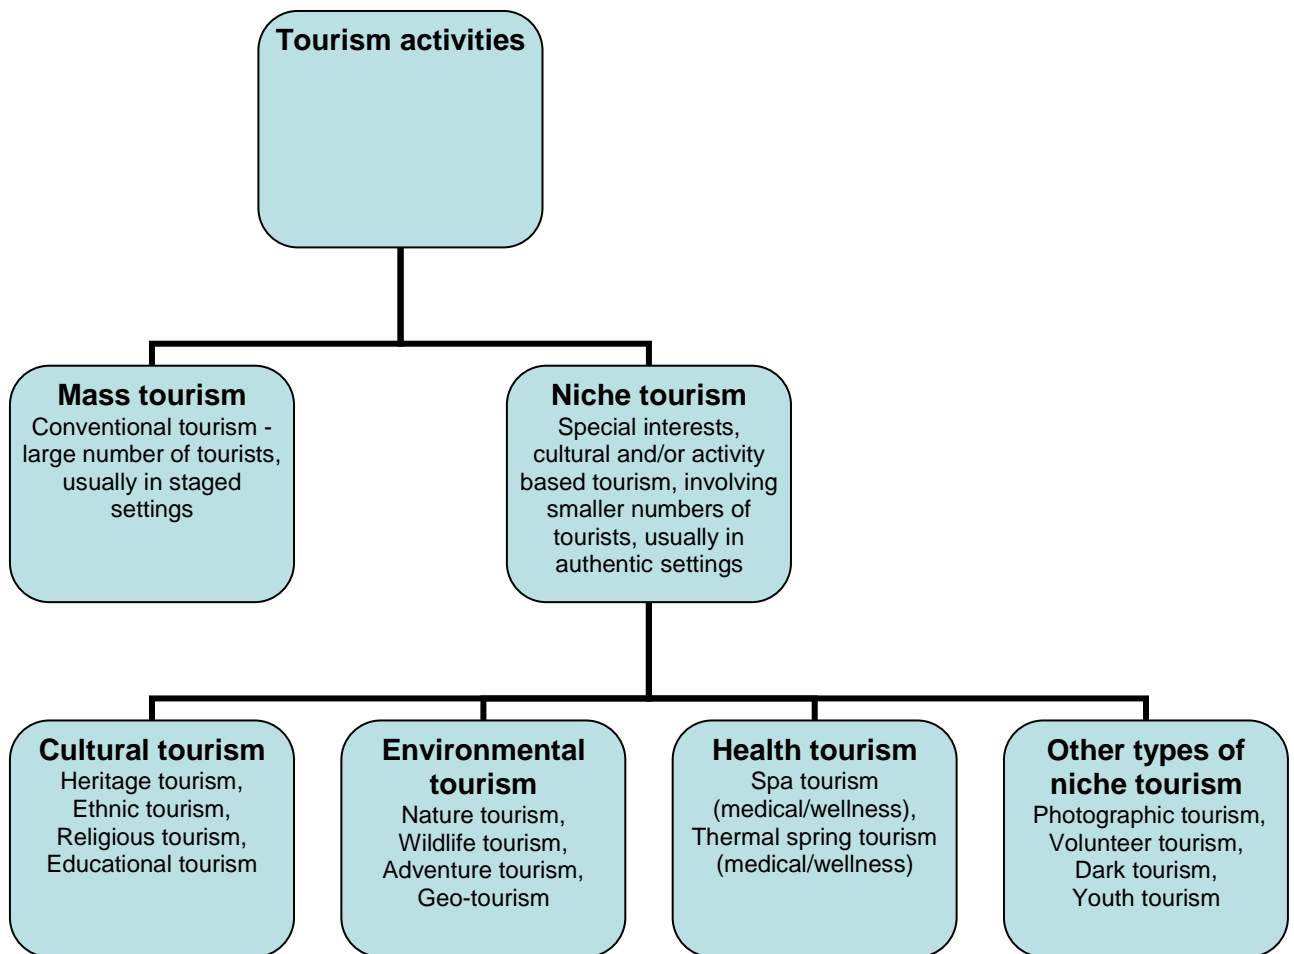 Tourism activities
Mass tourism
Conventional tourism -
large number of tourists,
usually in staged
settings
Niche tourism
Special interests,
cultural and/or activity
based tourism, involving
smaller numbers of
tourists, usually in
authentic settings
Cultural tourism
Heritage tourism,
Ethnic tourism,
Religious tourism,
Educational tourism
Environmental
tourism
Nature tourism,
Wildlife tourism,
Adventure tourism,
Geo-tourism
Health tourism
Spa tourism
(medical/wellness),
Thermal spring tourism
(medical/wellness)
Other types of
niche tourism
Photographic tourism,
Volunteer tourism,
Dark tourism,
Youth tourism